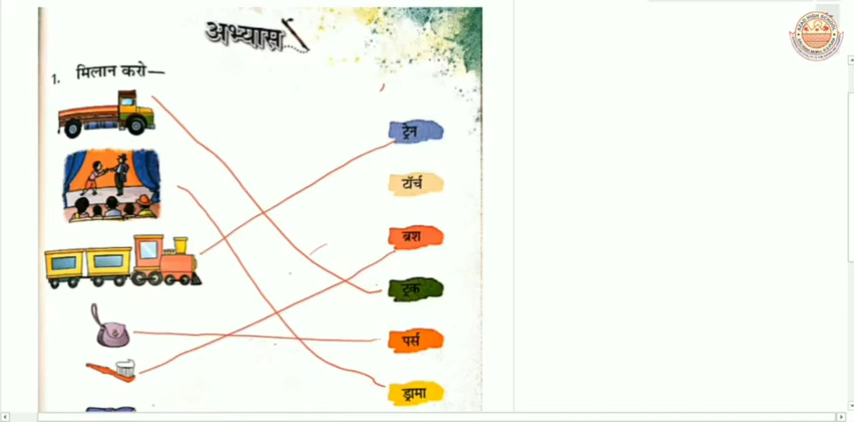 अभ्यास
1. मिलान करो—
ट्रेन
टॉर्च
ब्रश
ट्रक
पर्स
ड्रामा